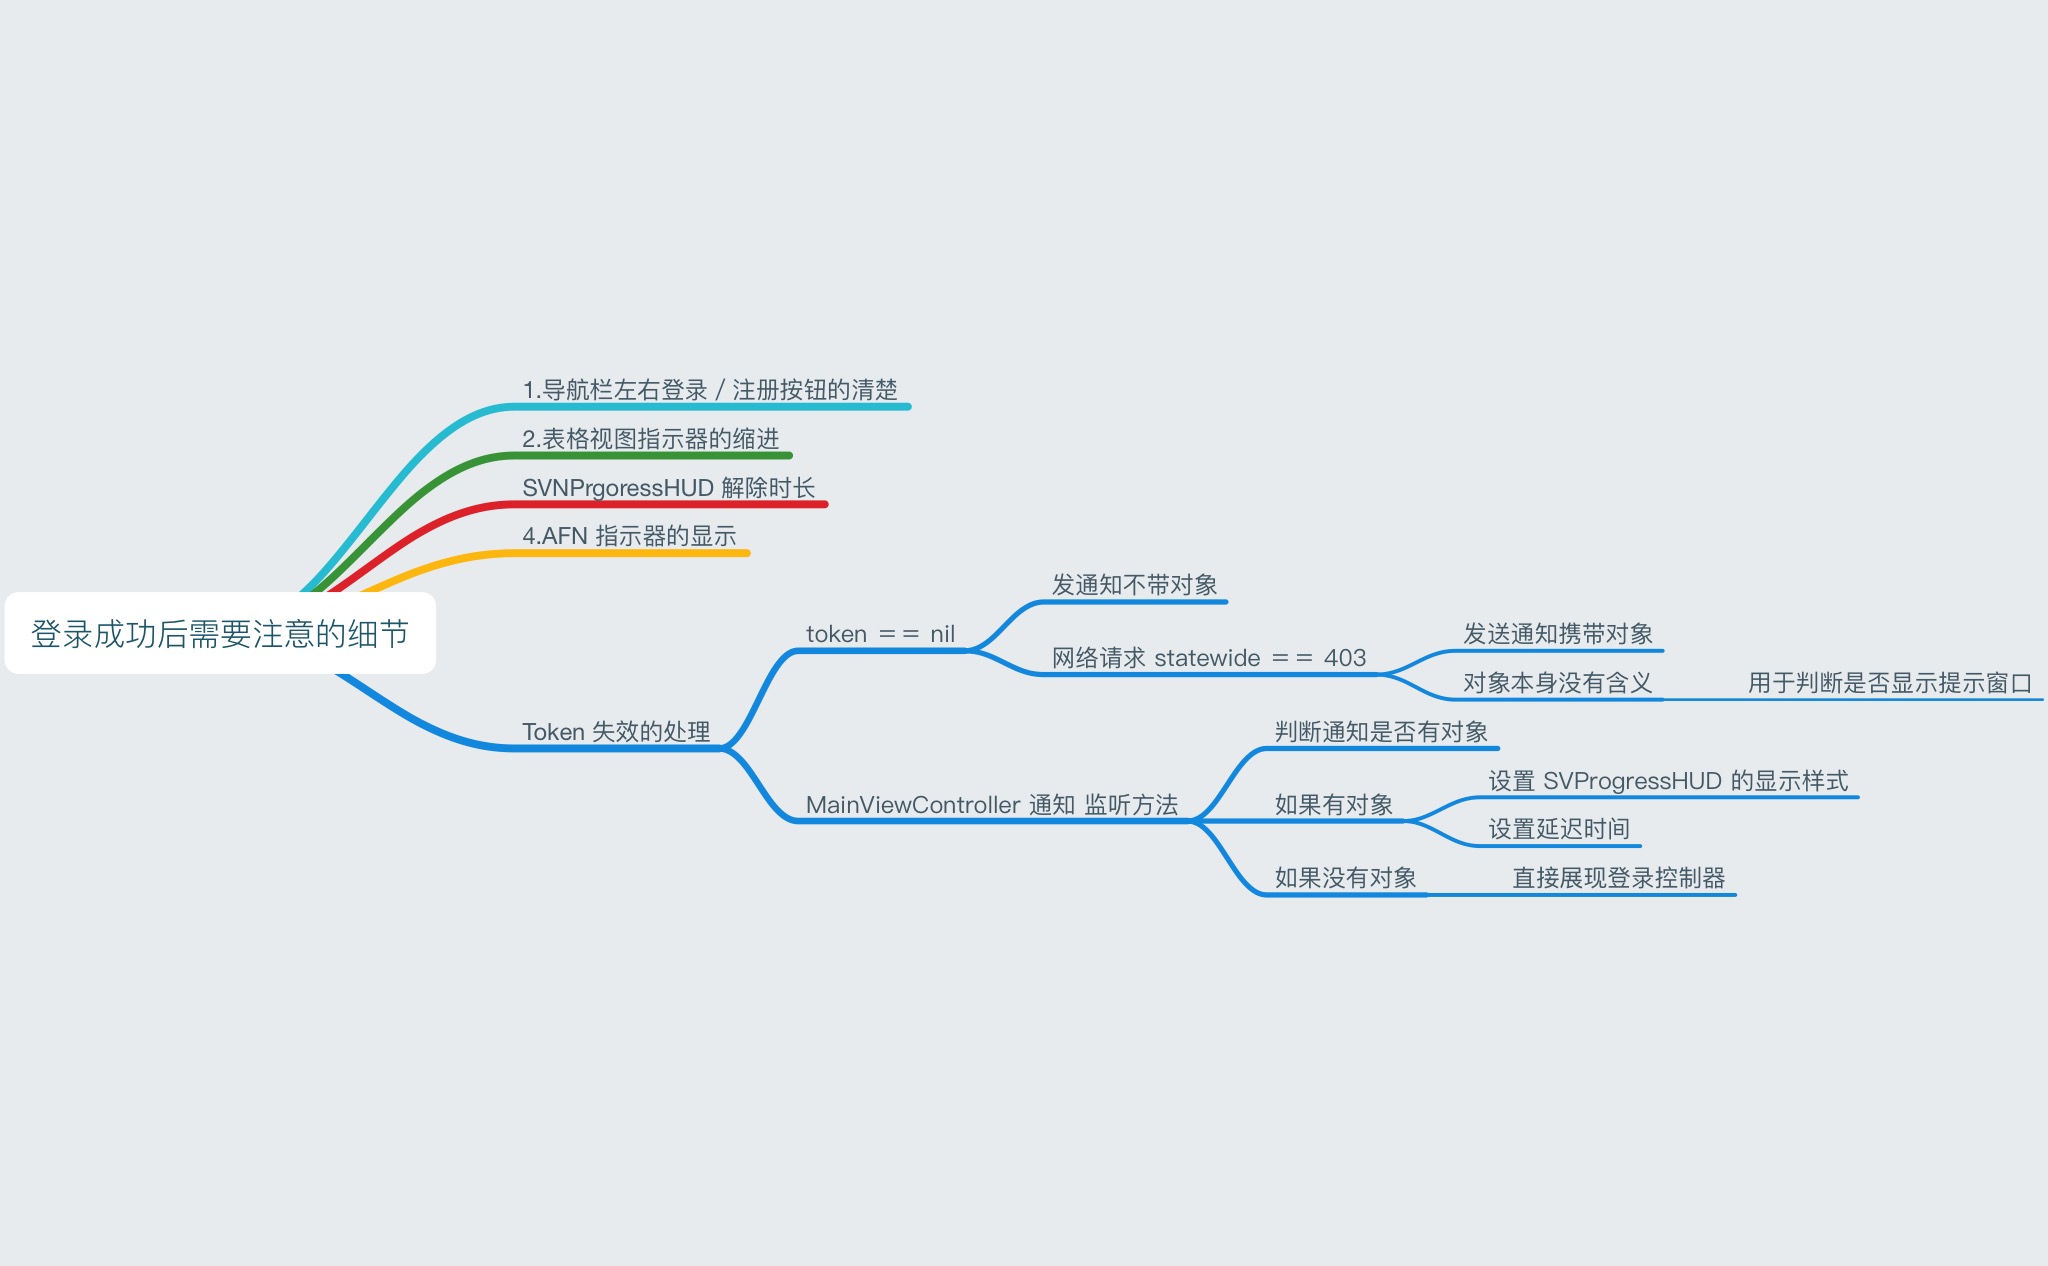 1.导航栏左右登录 / 注册按钮的清楚
2.表格视图指示器的缩进
SVNPrgoressHUD 解除时长
4.AFN 指示器的显示
登录成功后需要注意的细节
Token 失效的处理
token == nil
发通知不带对象
网络请求 statewide == 403
发送通知携带对象
对象本身没有含义
用于判断是否显示提示窗口
MainViewController 通知 监听方法
判断通知是否有对象
如果有对象
设置 SVProgressHUD 的显示样式
设置延迟时间
如果没有对象
直接展现登录控制器